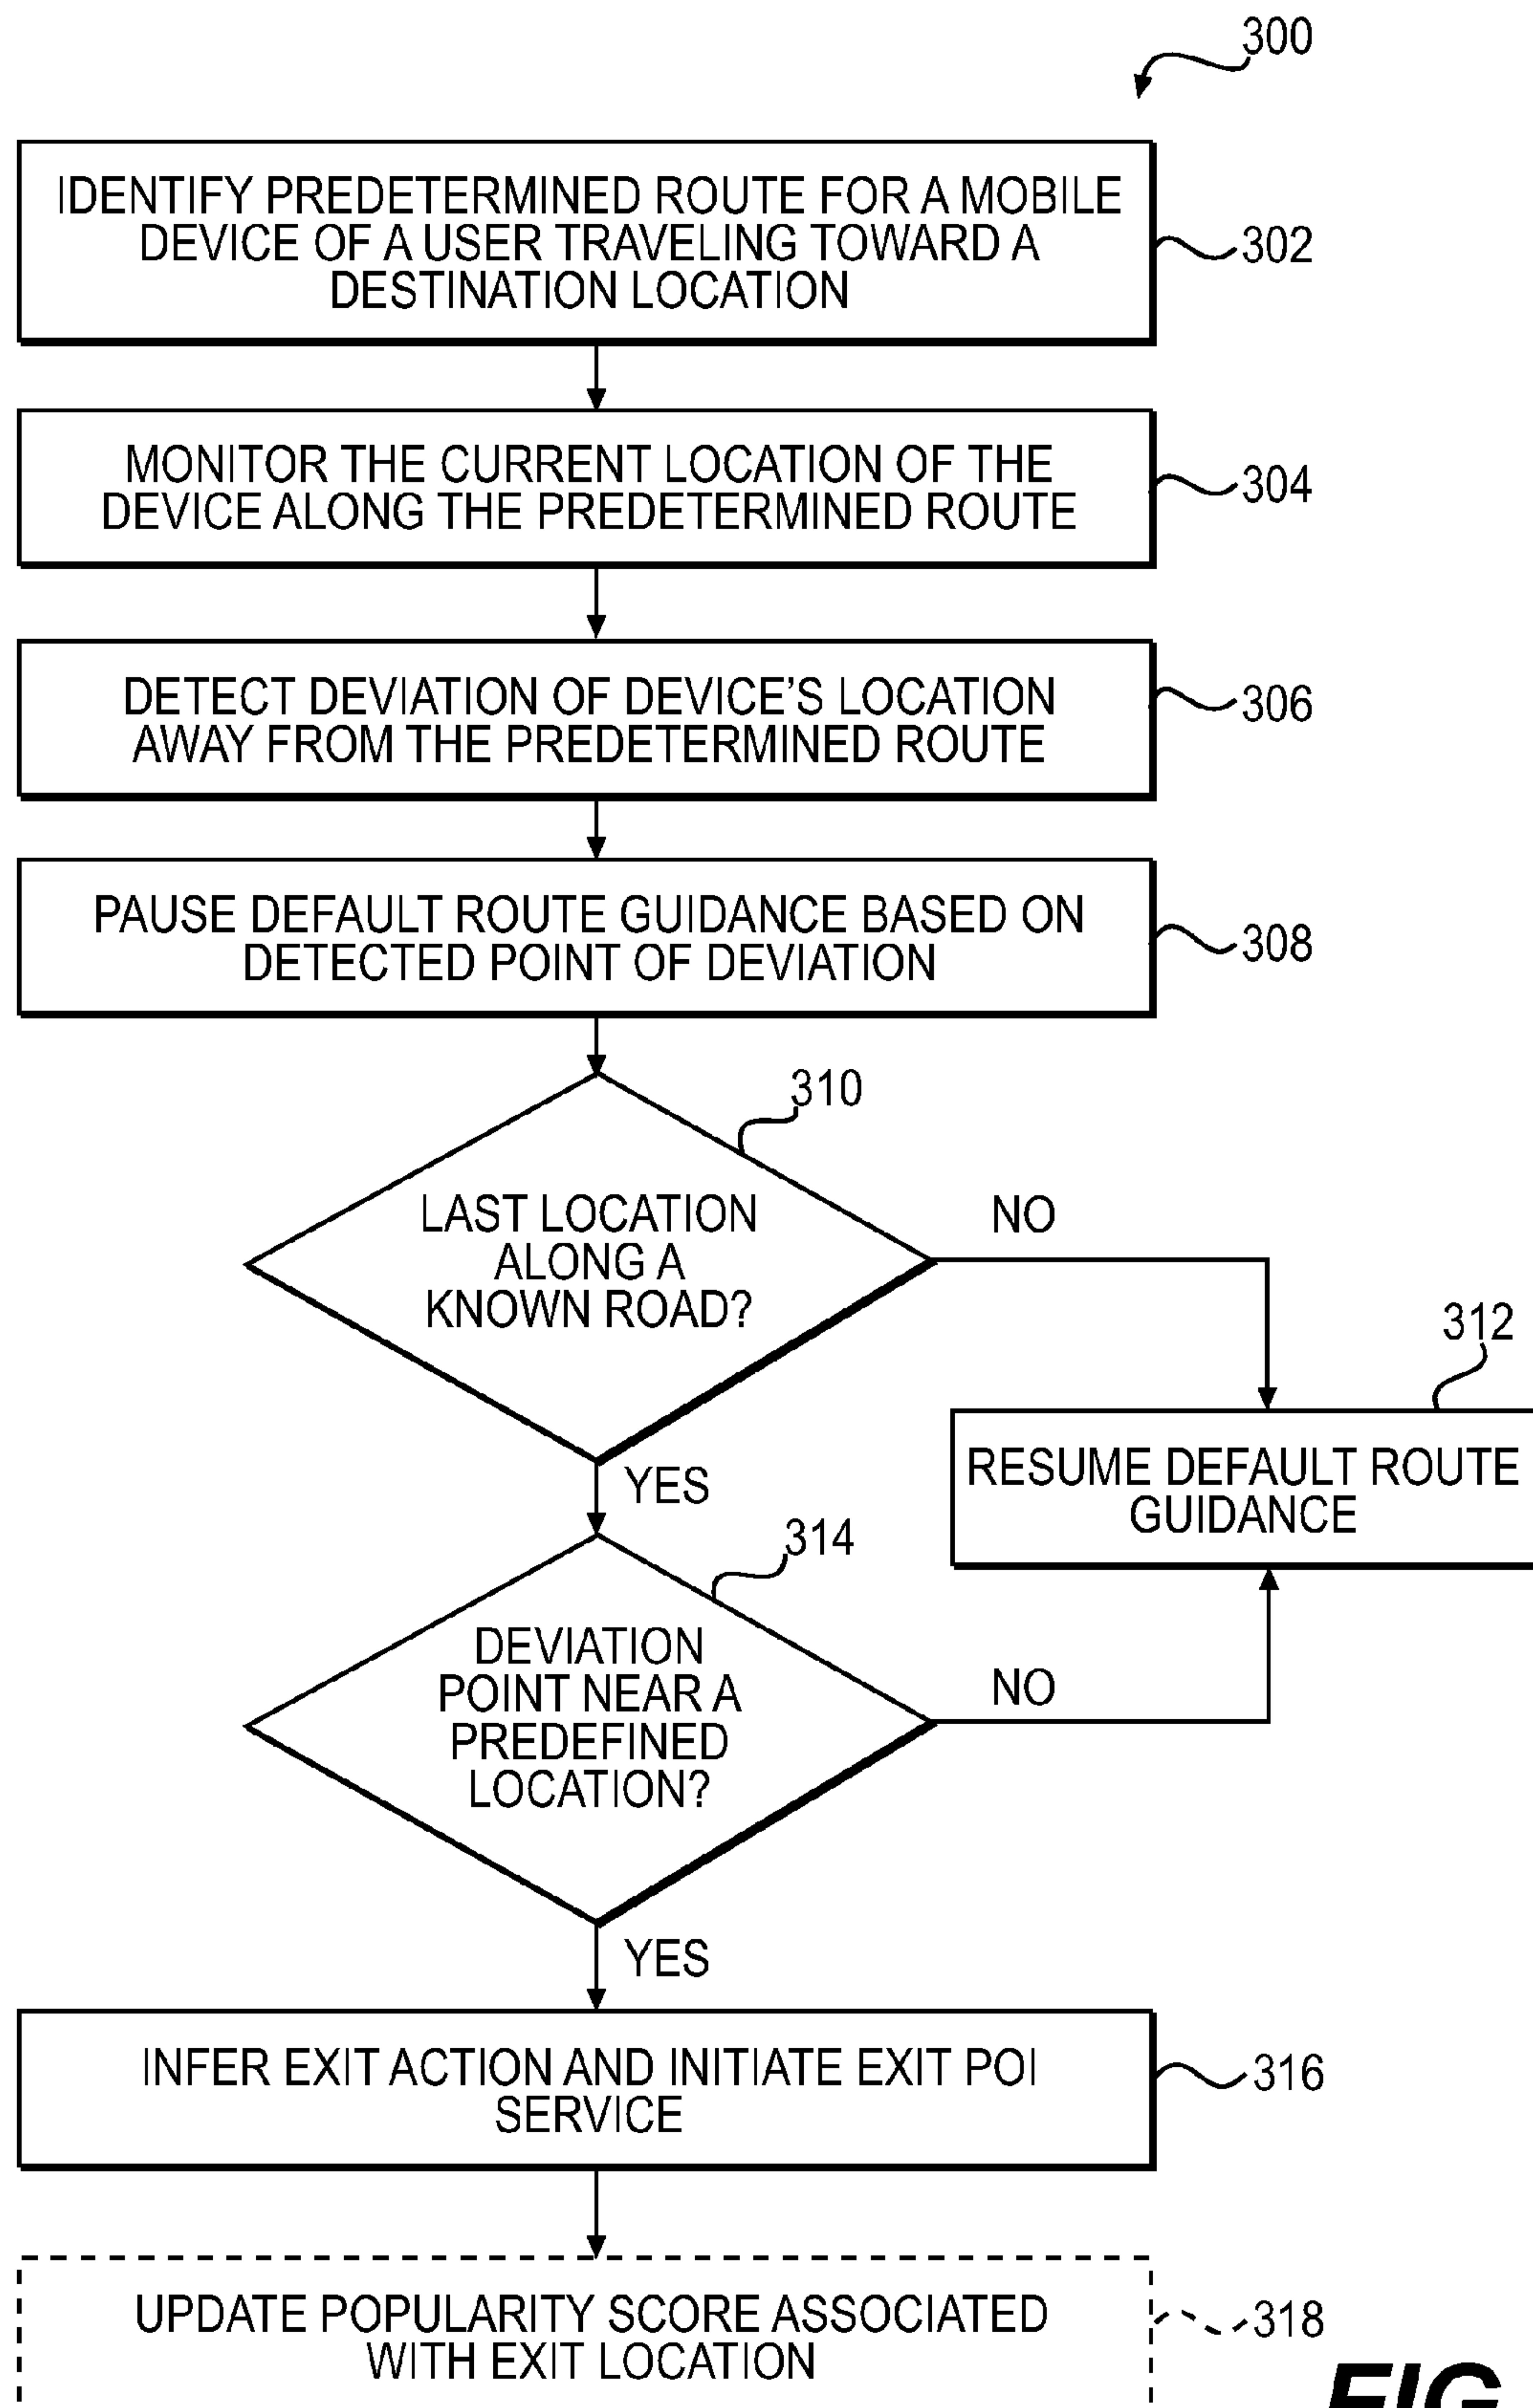 300
IDENTIFY PREDETERMINED ROUTE FOR A MOBILE
DEVICE OF A USER TRAVELING TOWARD A
DESTINATION LOCATION
302
MONITOR THE CURRENT LOCATION OF THE
DEVICE ALONG THE PREDETERMINED ROUTE
304
DETECT DEVIATION OF DEVICE'S LOCATION
AWAY FROM THE PREDETERMINED ROUTE
306
PAUSE DEFAULT ROUTE GUIDANCE BASED ON
DETECTED POINT OF DEVIATION
308
310
LAST LOCATION
ALONG A
KNOWN ROAD?
NO
YES
312
RESUME DEFAULT ROUTE
GUIDANCE
314
DEVIATION
POINT NEAR A
PREDEFINED
LOCATION?
NO
YES
INFER EXIT ACTION AND INITIATE EXIT POI
SERVICE
316
UPDATE POPULARITY SCORE ASSOCIATED
WITH EXIT LOCATION
318
FIG